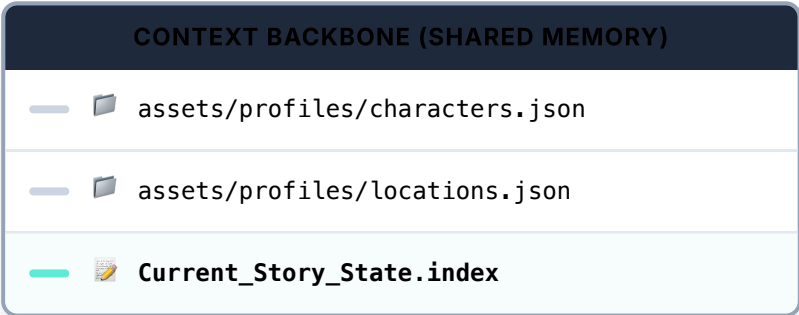 CONTEXT BACKBONE (SHARED MEMORY)
assets/profiles/characters.json
assets/profiles/locations.json
Current_Story_State.index